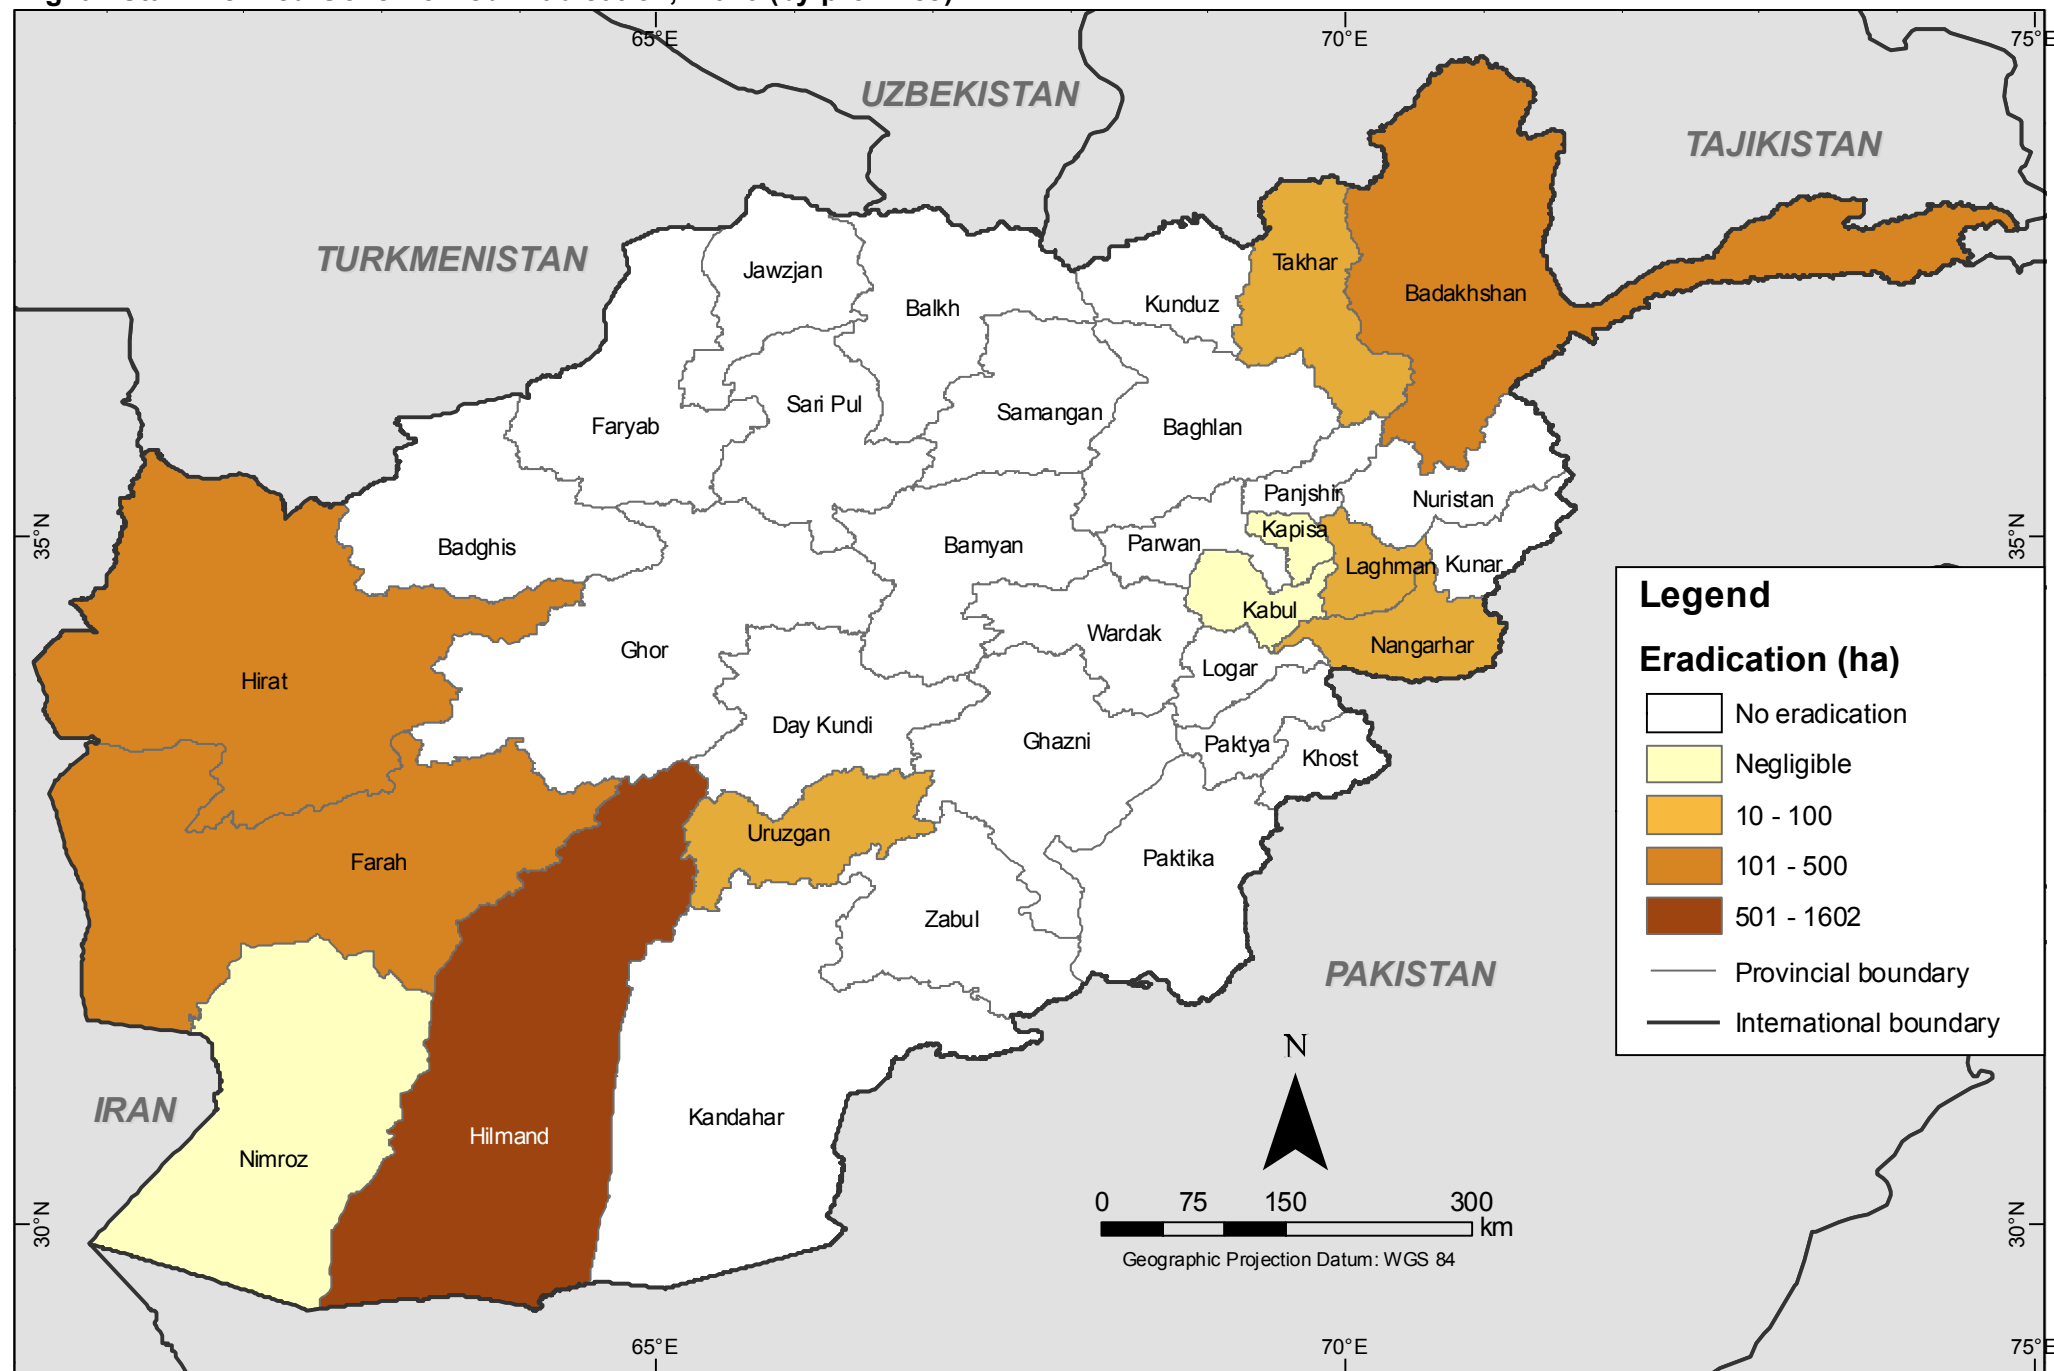 65°E
70°E
75°E
UZBEKISTAN
TAJIKISTAN
TURKMENISTAN
Jawzjan
Balkh
Kunduz
Takhar
Badakhshan
Faryab
Sari Pul
Samangan
Baghlan
Panjshir
Nuristan
35°N
35°N
Badghis
Bamyan
Parwan
Kapisa
Laghman
Kunar
Kabul
Hirat
Ghor
Wardak
Logar
Nangarhar
Day Kundi
Ghazni
Paktya
Khost
Uruzgan
Farah
Paktika
Zabul
PAKISTAN
IRAN
Nimroz
Hilmand
Kandahar
Legend
Eradication (ha)
No eradication
Negligible
10 - 100
101 - 500
501 - 1602
Provincial boundary
International boundary
N
0 75 150 300
km
Geographic Projection Datum: WGS 84
30°N
30°N
65°E
70°E
75°E